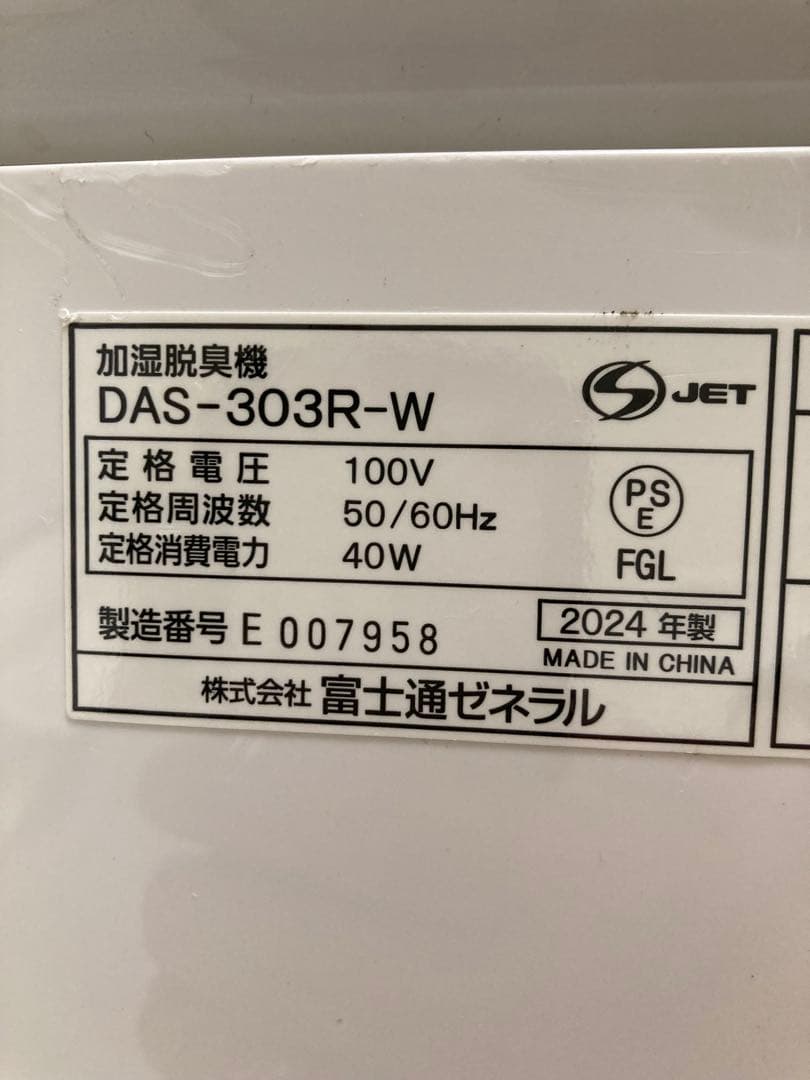 加湿脱臭機
DAS-303R-W
JET
定格電圧 100V
定格周波数 50/60Hz
定格消費電力 40W
PS
E
FGL
製造番号 E 007958
2024 年製
MADE IN CHINA
株式会社 富士通ゼネラル